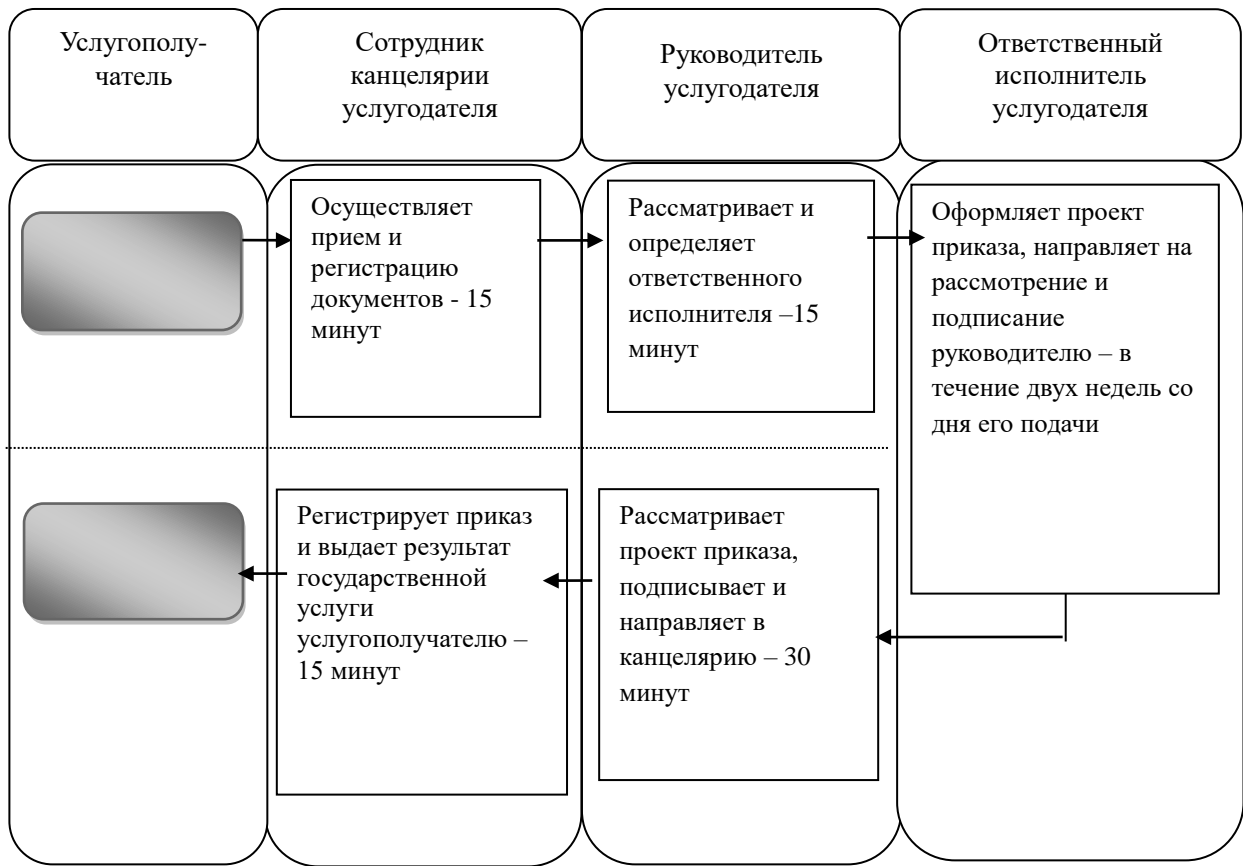 Услугополу-
чатель
Сотрудник
канцелярии
услугодателя
Руководитель
услугодателя
Ответственный
исполнитель
услугодателя
Осуществляет
прием и
регистрацию
документов - 15
минут
Рассматривает и
определяет
ответственного
исполнителя –15
минут
Оформляет проект
приказа, направляет на
рассмотрение и
подписание
руководителю – в
течение двух недель со
дня его подачи
Регистрирует приказ
и выдает результат
государственной
услуги
услугополучателю –
15 минут
Рассматривает
проект приказа,
подписывает и
направляет в
канцелярию – 30
минут